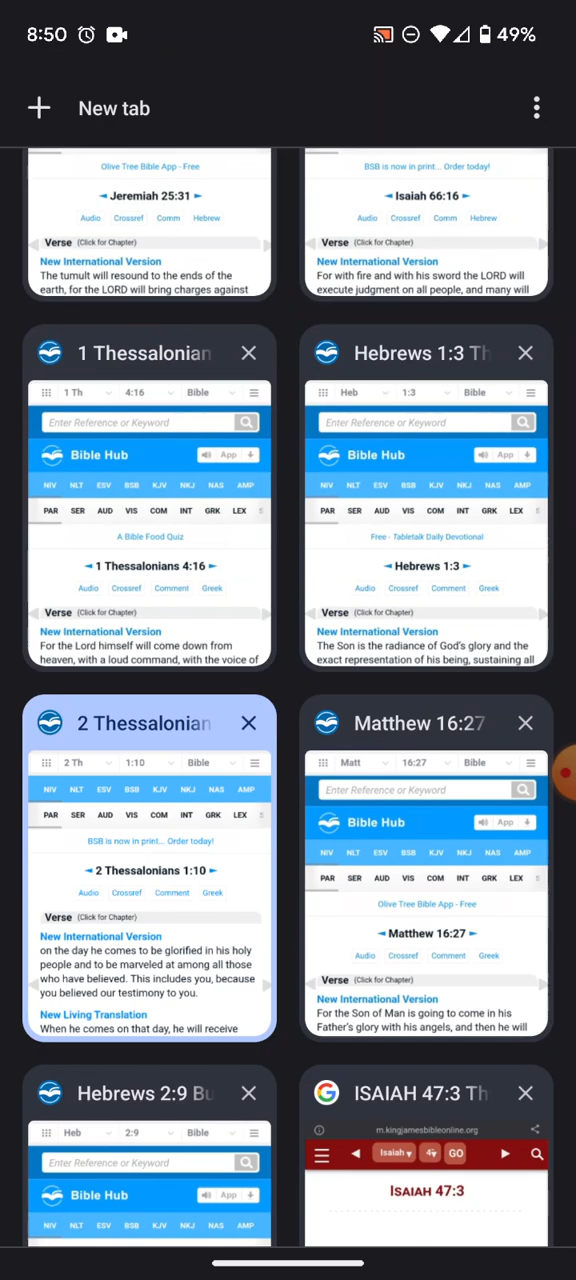 8:50
49%
New tab
Olive Tree Bible App - Free
Jeremiah 25:31
Audio Crossref Comm Hebrew
Verse (Click for Chapter)
New International Version
The tumult will resound to the ends of the
earth, for the LORD will bring charges against
BSB is now in print... Order today!
Isaiah 66:16
Audio Crossref Comm Hebrew
Verse (Click for Chapter)
New International Version
For with fire and with his sword the LORD will
execute judgment on all people, and many will
1 Thessalonian
1 Th 4:16 Bible
Enter Reference or Keyword
Bible Hub App
NIV NLT ESV BSB KJV NKJ NAS AMP
PAR SER AUD VIS COM INT GRK LEX
A Bible Food Quiz
1 Thessalonians 4:16
Audio Crossref Comment Greek
Verse (Click for Chapter)
New International Version
For the Lord himself will come down from
heaven, with a loud command, with the voice of
Hebrews 1:3 Th
Heb 1:3 Bible
Enter Reference or Keyword
Bible Hub App
NIV NLT ESV BSB KJV NKJ NAS AMP
PAR SER AUD VIS COM INT GRK LEX
Free - Tabletalk Daily Devotional
Hebrews 1:3
Audio Crossref Comment Greek
Verse (Click for Chapter)
New International Version
The Son is the radiance of God's glory and the
exact representation of his being, sustaining all
2 Thessalonian
2 Th 1:10 Bible
NIV NLT ESV BSB KJV NKJ NAS AMP
PAR SER AUD VIS COM INT GRK LEX
BSB is now in print... Order today!
2 Thessalonians 1:10
Audio Crossref Comment Greek
Verse (Click for Chapter)
New International Version
on the day he comes to be glorified in his holy
people and to be marveled at among all those
who have believed. This includes you, because
you believed our testimony to you.
New Living Translation
When he comes on that day, he will receive
Matthew 16:27
Matt 16:27 Bible
Enter Reference or Keyword
Bible Hub App
NIV NLT ESV BSB KJV NKJ NAS AMP
PAR SER AUD VIS COM INT GRK LEX
Olive Tree Bible App - Free
Matthew 16:27
Audio Crossref Comment Greek
Verse (Click for Chapter)
New International Version
For the Son of Man is going to come in his
Father's glory with his angels, and then he will
Hebrews 2:9 Bu
Heb 2:9 Bible
Enter Reference or Keyword
Bible Hub App
NIV NLT ESV BSB KJV NKJ NAS AMP
ISAIAH 47:3 Th
m.kingjamesbibleonline.org
Isaiah GO
ISAIAH 47:3